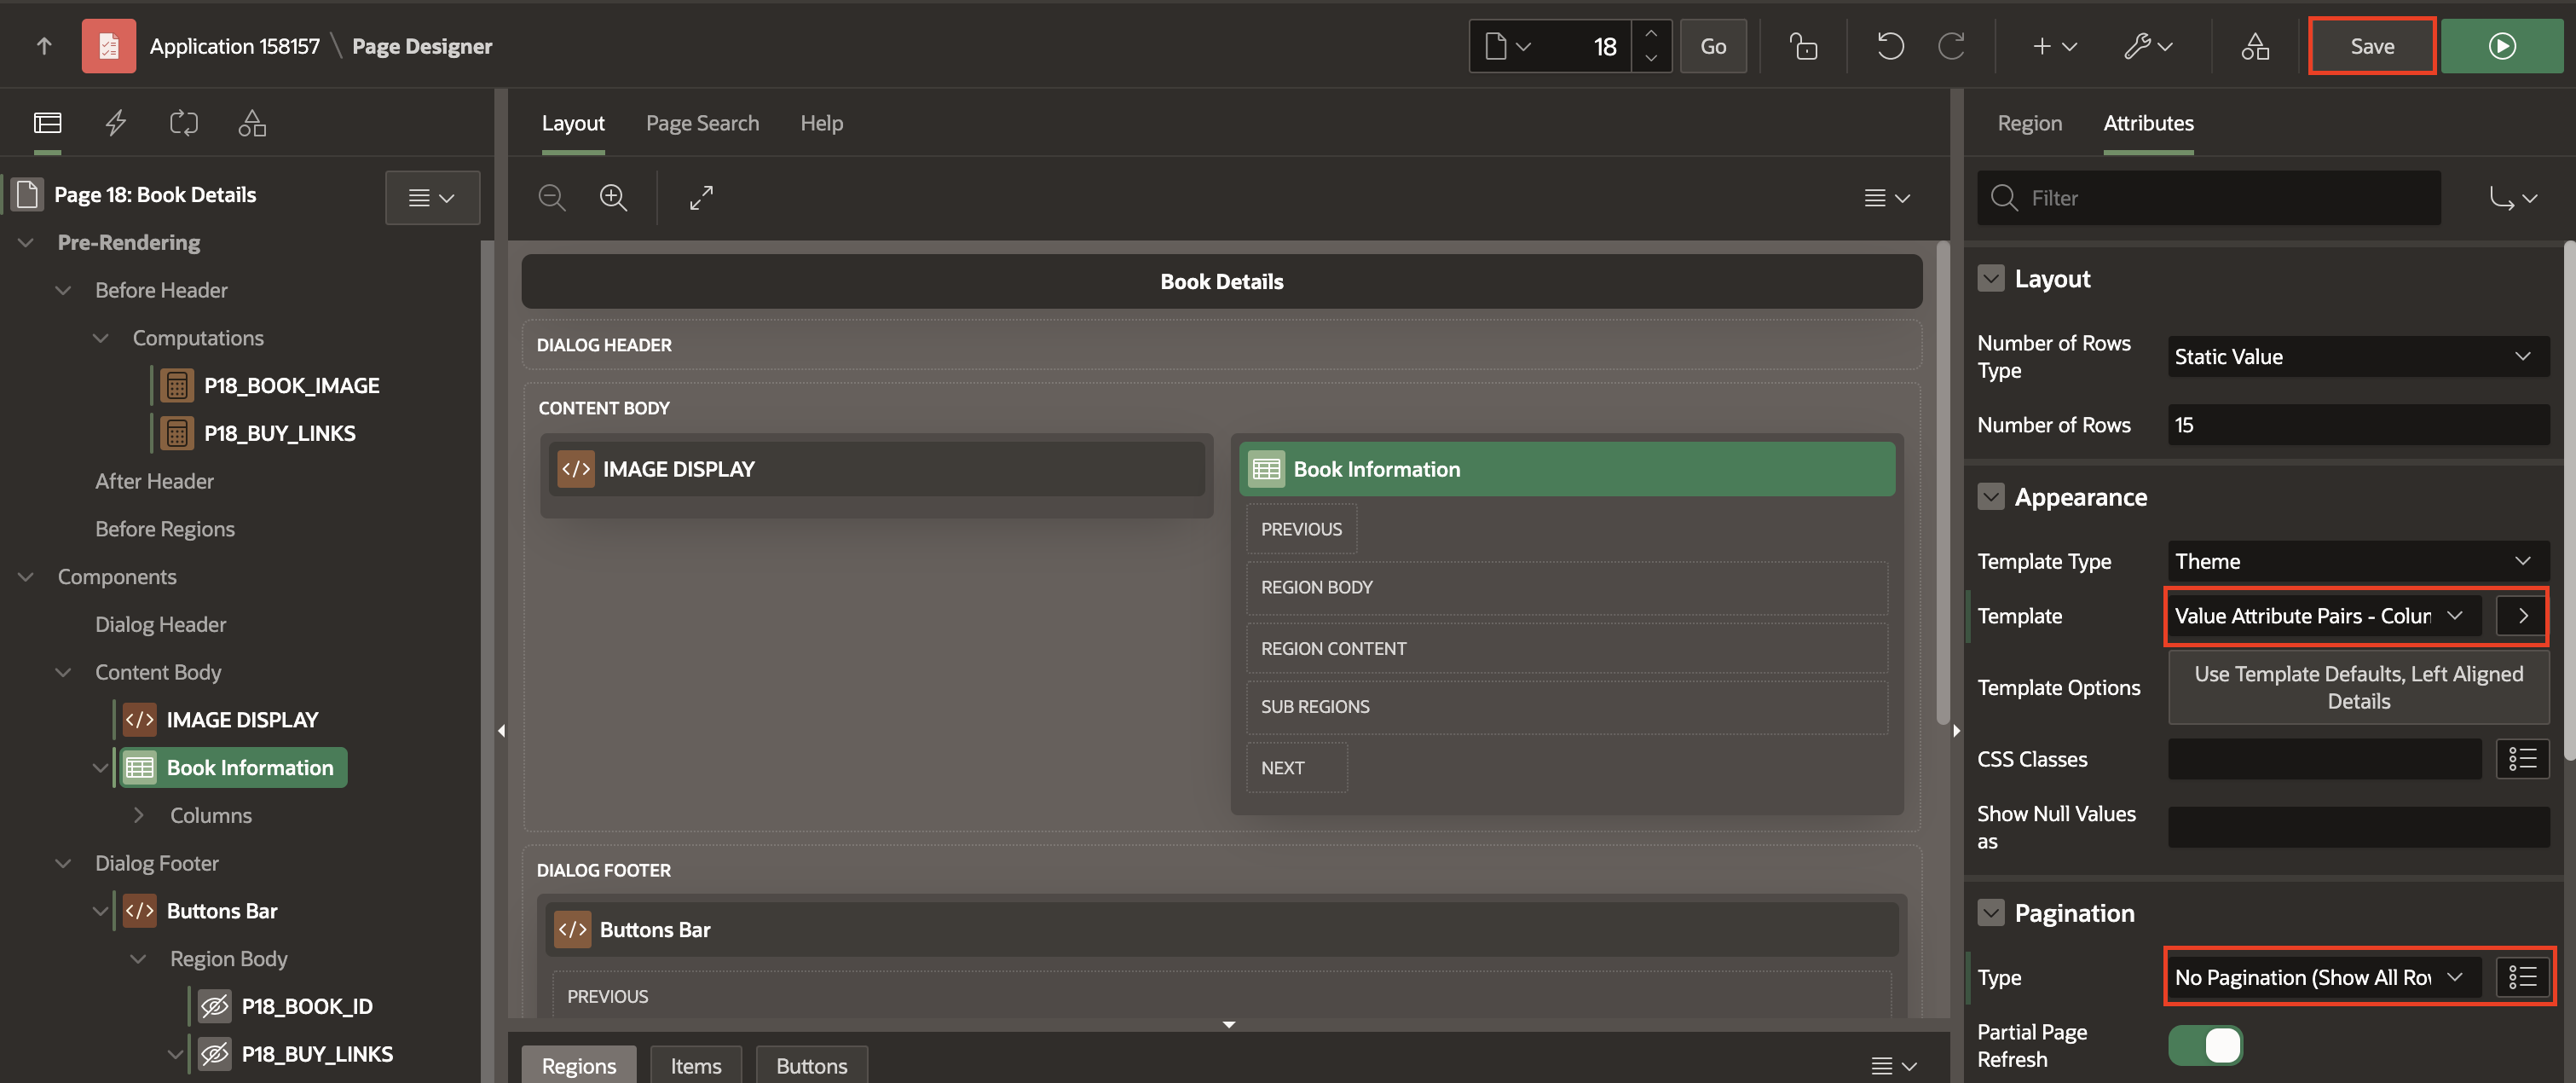 Application 158157 \ Page Designer
18
Go
Save
Page 18: Book Details
Pre-Rendering
Before Header
Computations
P18_BOOK_IMAGE
P18_BUY_LINKS
After Header
Before Regions
Components
Dialog Header
Content Body
IMAGE DISPLAY
Book Information
Columns
Dialog Footer
Buttons Bar
Region Body
P18_BOOK_ID
P18_BUY_LINKS
Layout
Page Search
Help
Book Details
DIALOG HEADER
CONTENT BODY
IMAGE DISPLAY
Book Information
PREVIOUS
REGION BODY
REGION CONTENT
SUB REGIONS
NEXT
DIALOG FOOTER
Buttons Bar
PREVIOUS
Regions
Items
Buttons
Region
Attributes
Filter
Layout
Number of Rows
Type
Static Value
Number of Rows
15
Appearance
Template Type
Theme
Template
Value Attribute Pairs - Colur
Template Options
Use Template Defaults, Left Aligned
Details
CSS Classes
Show Null Values
as
Pagination
Type
No Pagination (Show All Rov
Partial Page
Refresh